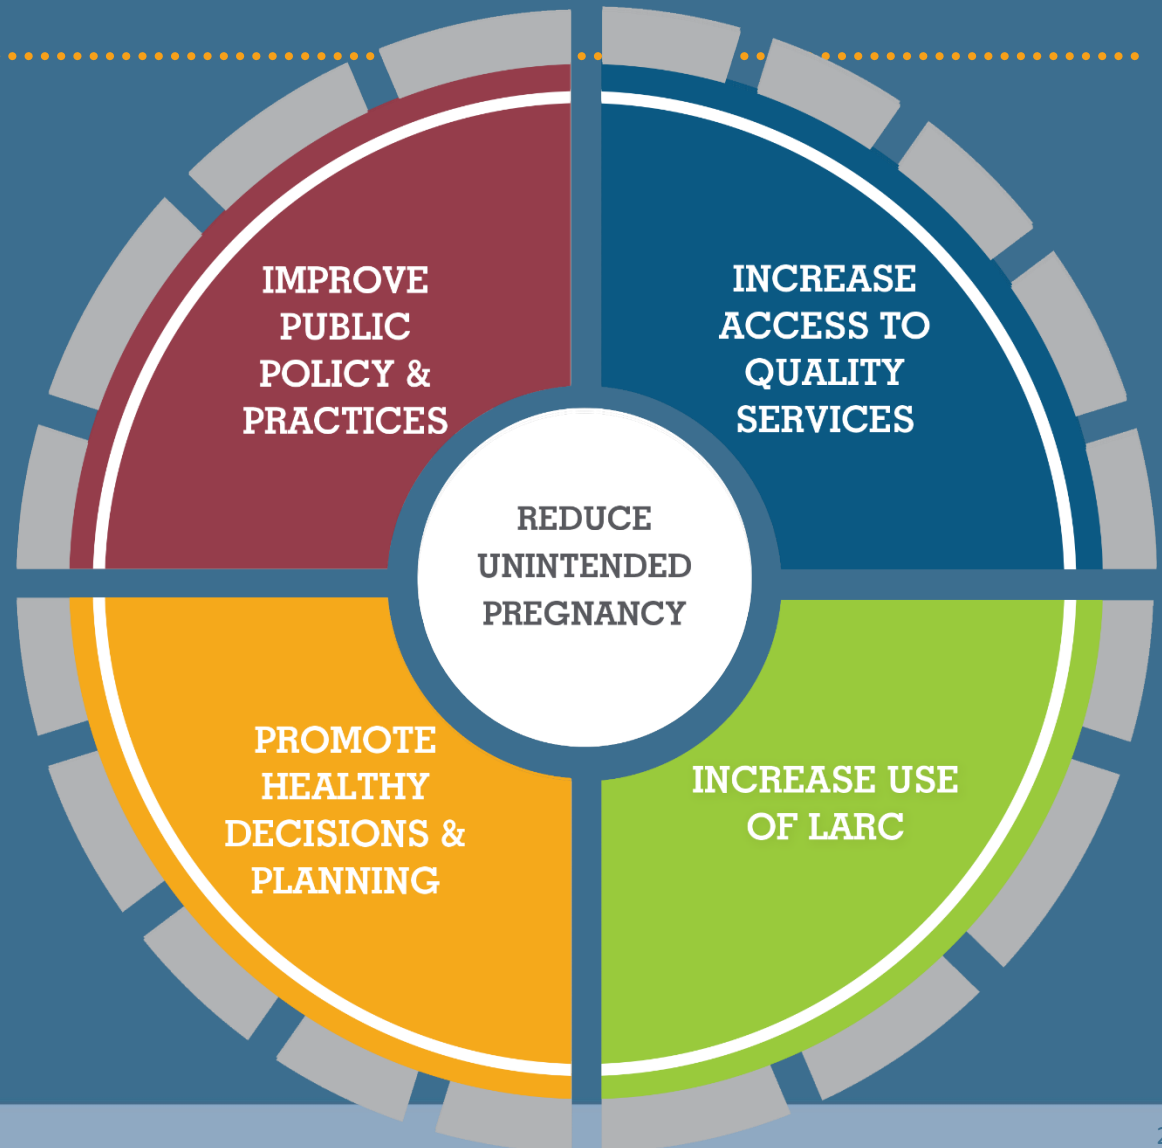 IMPROVE
PUBLIC
POLICY &
PRACTICES
INCREASE
ACCESS TO
QUALITY
SERVICES
REDUCE
UNINTENDED
PREGNANCY
PROMOTE
HEALTHY
DECISIONS &
PLANNING
INCREASE USE
OF LARC